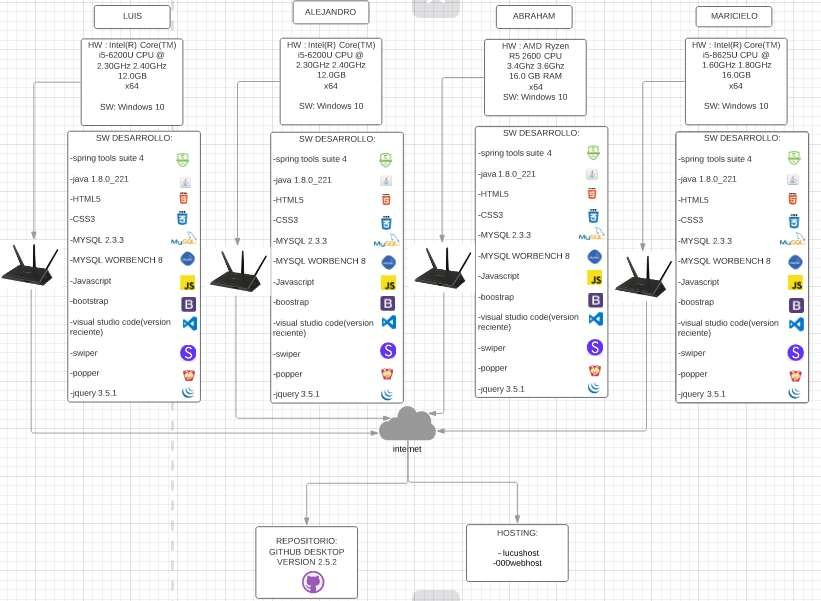 LUIS
HW : Intel(R) Core(TM)
i5-6200U CPU @
2.30GHz 2.40GHz
12.0GB
x64
SW: Windows 10
SW DESARROLLO:
-spring tools suite 4
-java 1.8.0_221
-HTML5
-CSS3
-MYSQL 2.3.3
MySQL
-MYSQL WORBENCH 8
-Javascript
JS
-bootstrap
B
-visual studio code(version
reciente)
-swiper
S
-popper
-jquery 3.5.1
ALEJANDRO
HW : Intel(R) Core(TM)
i5-6200U CPU @
2.30GHz 2.40GHz
12.0GB
x64
SW: Windows 10
SW DESARROLLO:
-spring tools suite 4
-java 1.8.0_221
-HTML5
-CSS3
-MYSQL 2.3.3
MySQL
-MYSQL WORBENCH 8
-Javascript
JS
-boostrap
B
-visual studio code(version
reciente)
-swiper
S
-popper
-jquery 3.5.1
ABRAHAM
HW : AMD Ryzen
R5 2600 CPU
3.4Ghz 3.6Ghz
16.0 GB RAM
x64
SW: Windows 10
SW DESARROLLO:
-spring tools suite 4
-java 1.8.0_221
-HTML5
-CSS3
-MYSQL 2.3.3
MySQL
-MYSQL WORBENCH 8
-Javascript
JS
-boostrap
B
-visual studio code(version
reciente)
-swiper
S
-popper
-jquery 3.5.1
MARICIELO
HW : Intel(R) Core(TM)
i5-8625U CPU @
1.60GHz 1.80GHz
16.0GB
x64
SW: Windows 10
SW DESARROLLO:
-spring tools suite 4
-java 1.8.0_221
-HTML5
-CSS3
-MYSQL 2.3.3
MySQL
-MYSQL WORBENCH 8
-Javascript
JS
-boostrap
B
-visual studio code(version
reciente)
-swiper
S
-popper
-jquery 3.5.1
internet
REPOSITORIO:
GITHUB DESKTOP
VERSION 2.5.2
HOSTING:
- lucushost
-000webhost